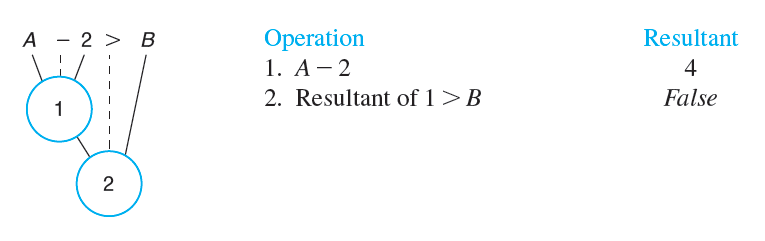 A − 2 > B
1
2
Operation Resultant
1. A − 2 4
2. Resultant of 1 > B False